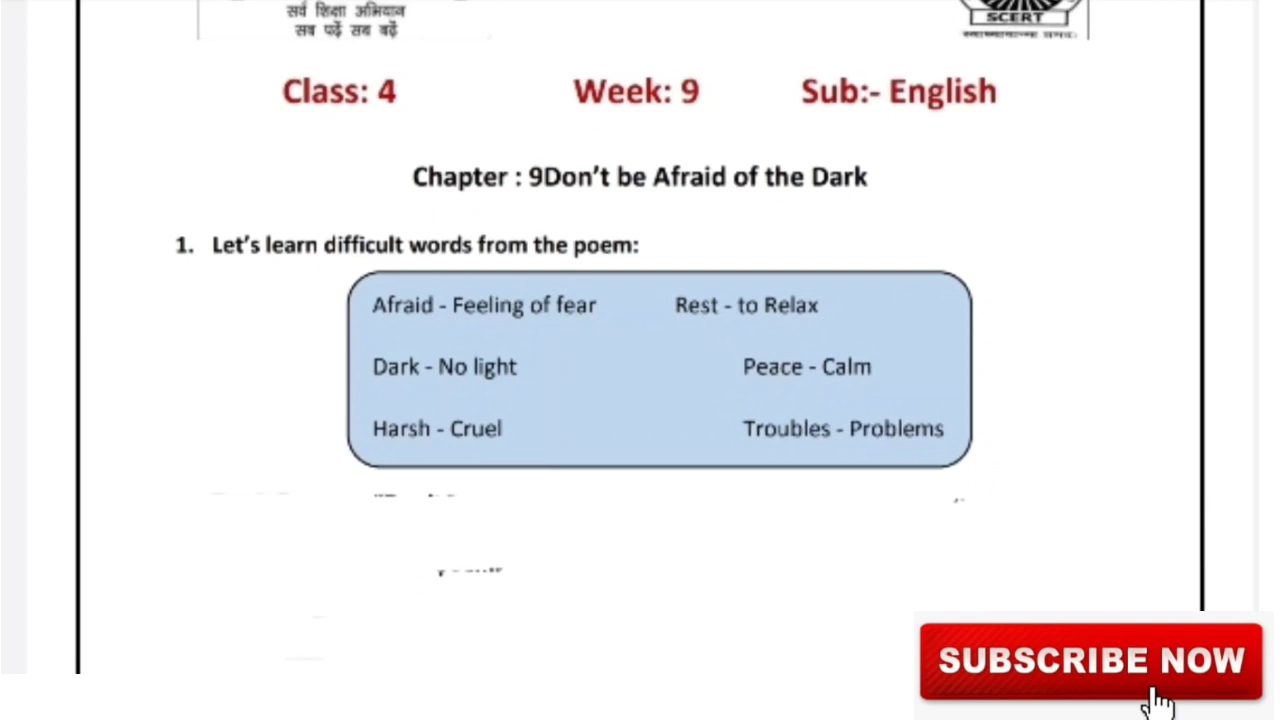 सर्व शिक्षा अभियान
सब पढ़ें सब बढ़ें
SCERT
Class: 4 Week: 9 Sub:- English
Chapter : 9Don't be Afraid of the Dark
1. Let's learn difficult words from the poem:
Afraid - Feeling of fear Rest - to Relax
Dark - No light Peace - Calm
Harsh - Cruel Troubles - Problems
SUBSCRIBE NOW